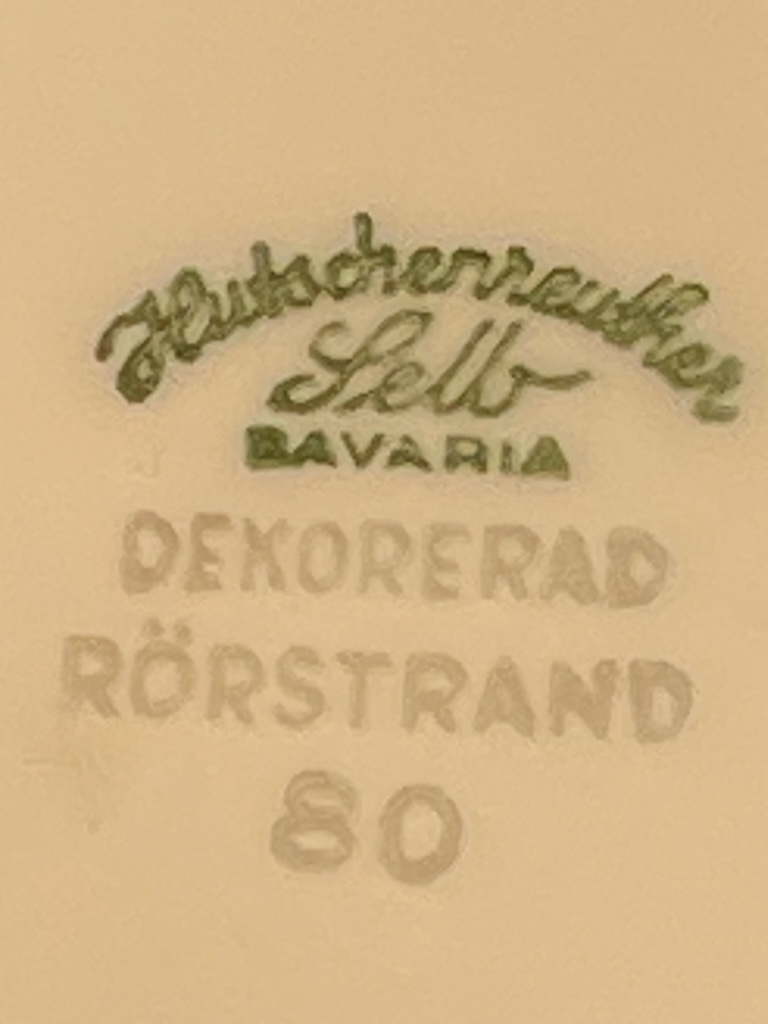 Hutschenreuther
Selb
BAVARIA
DEKORERAD
RÖRSTRAND
80